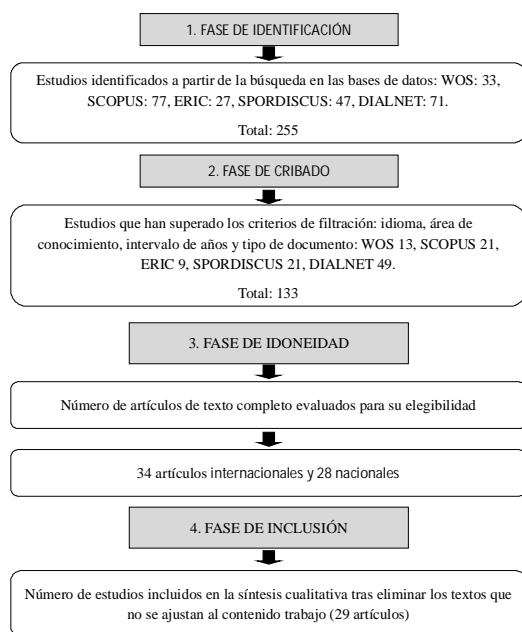 1. FASE DE IDENTIFICACIÓN
Estudios identificados a partir de la búsqueda en las bases de datos: WOS: 33,
SCOPUS: 77, ERIC: 27, SPORDISCUS: 47, DIALNET: 71.
Total: 255
2. FASE DE CRIBADO
Estudios que han superado los criterios de filtración: idioma, área de
conocimiento, intervalo de años y tipo de documento: WOS 13, SCOPUS 21,
ERIC 9, SPORDISCUS 21, DIALNET 49.
Total: 133
3. FASE DE IDONEIDAD
Número de artículos de texto completo evaluados para su elegibilidad
34 artículos internacionales y 28 nacionales
4. FASE DE INCLUSIÓN
Número de estudios incluidos en la síntesis cualitativa tras eliminar los textos que
no se ajustan al contenido trabajo (29 artículos)